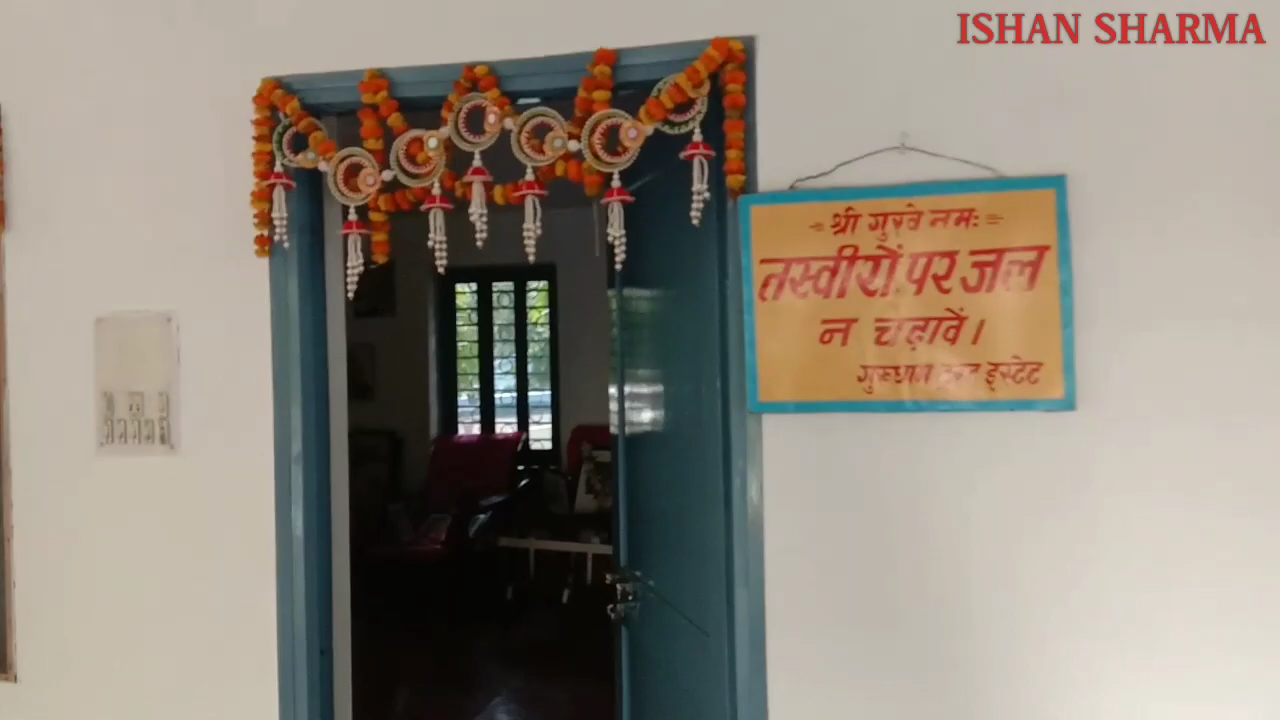 ISHAN SHARMA
श्री गुरवे नमः
तस्वीरों पर जल
न चढ़ावें।
गुरूधाम इस्टेट